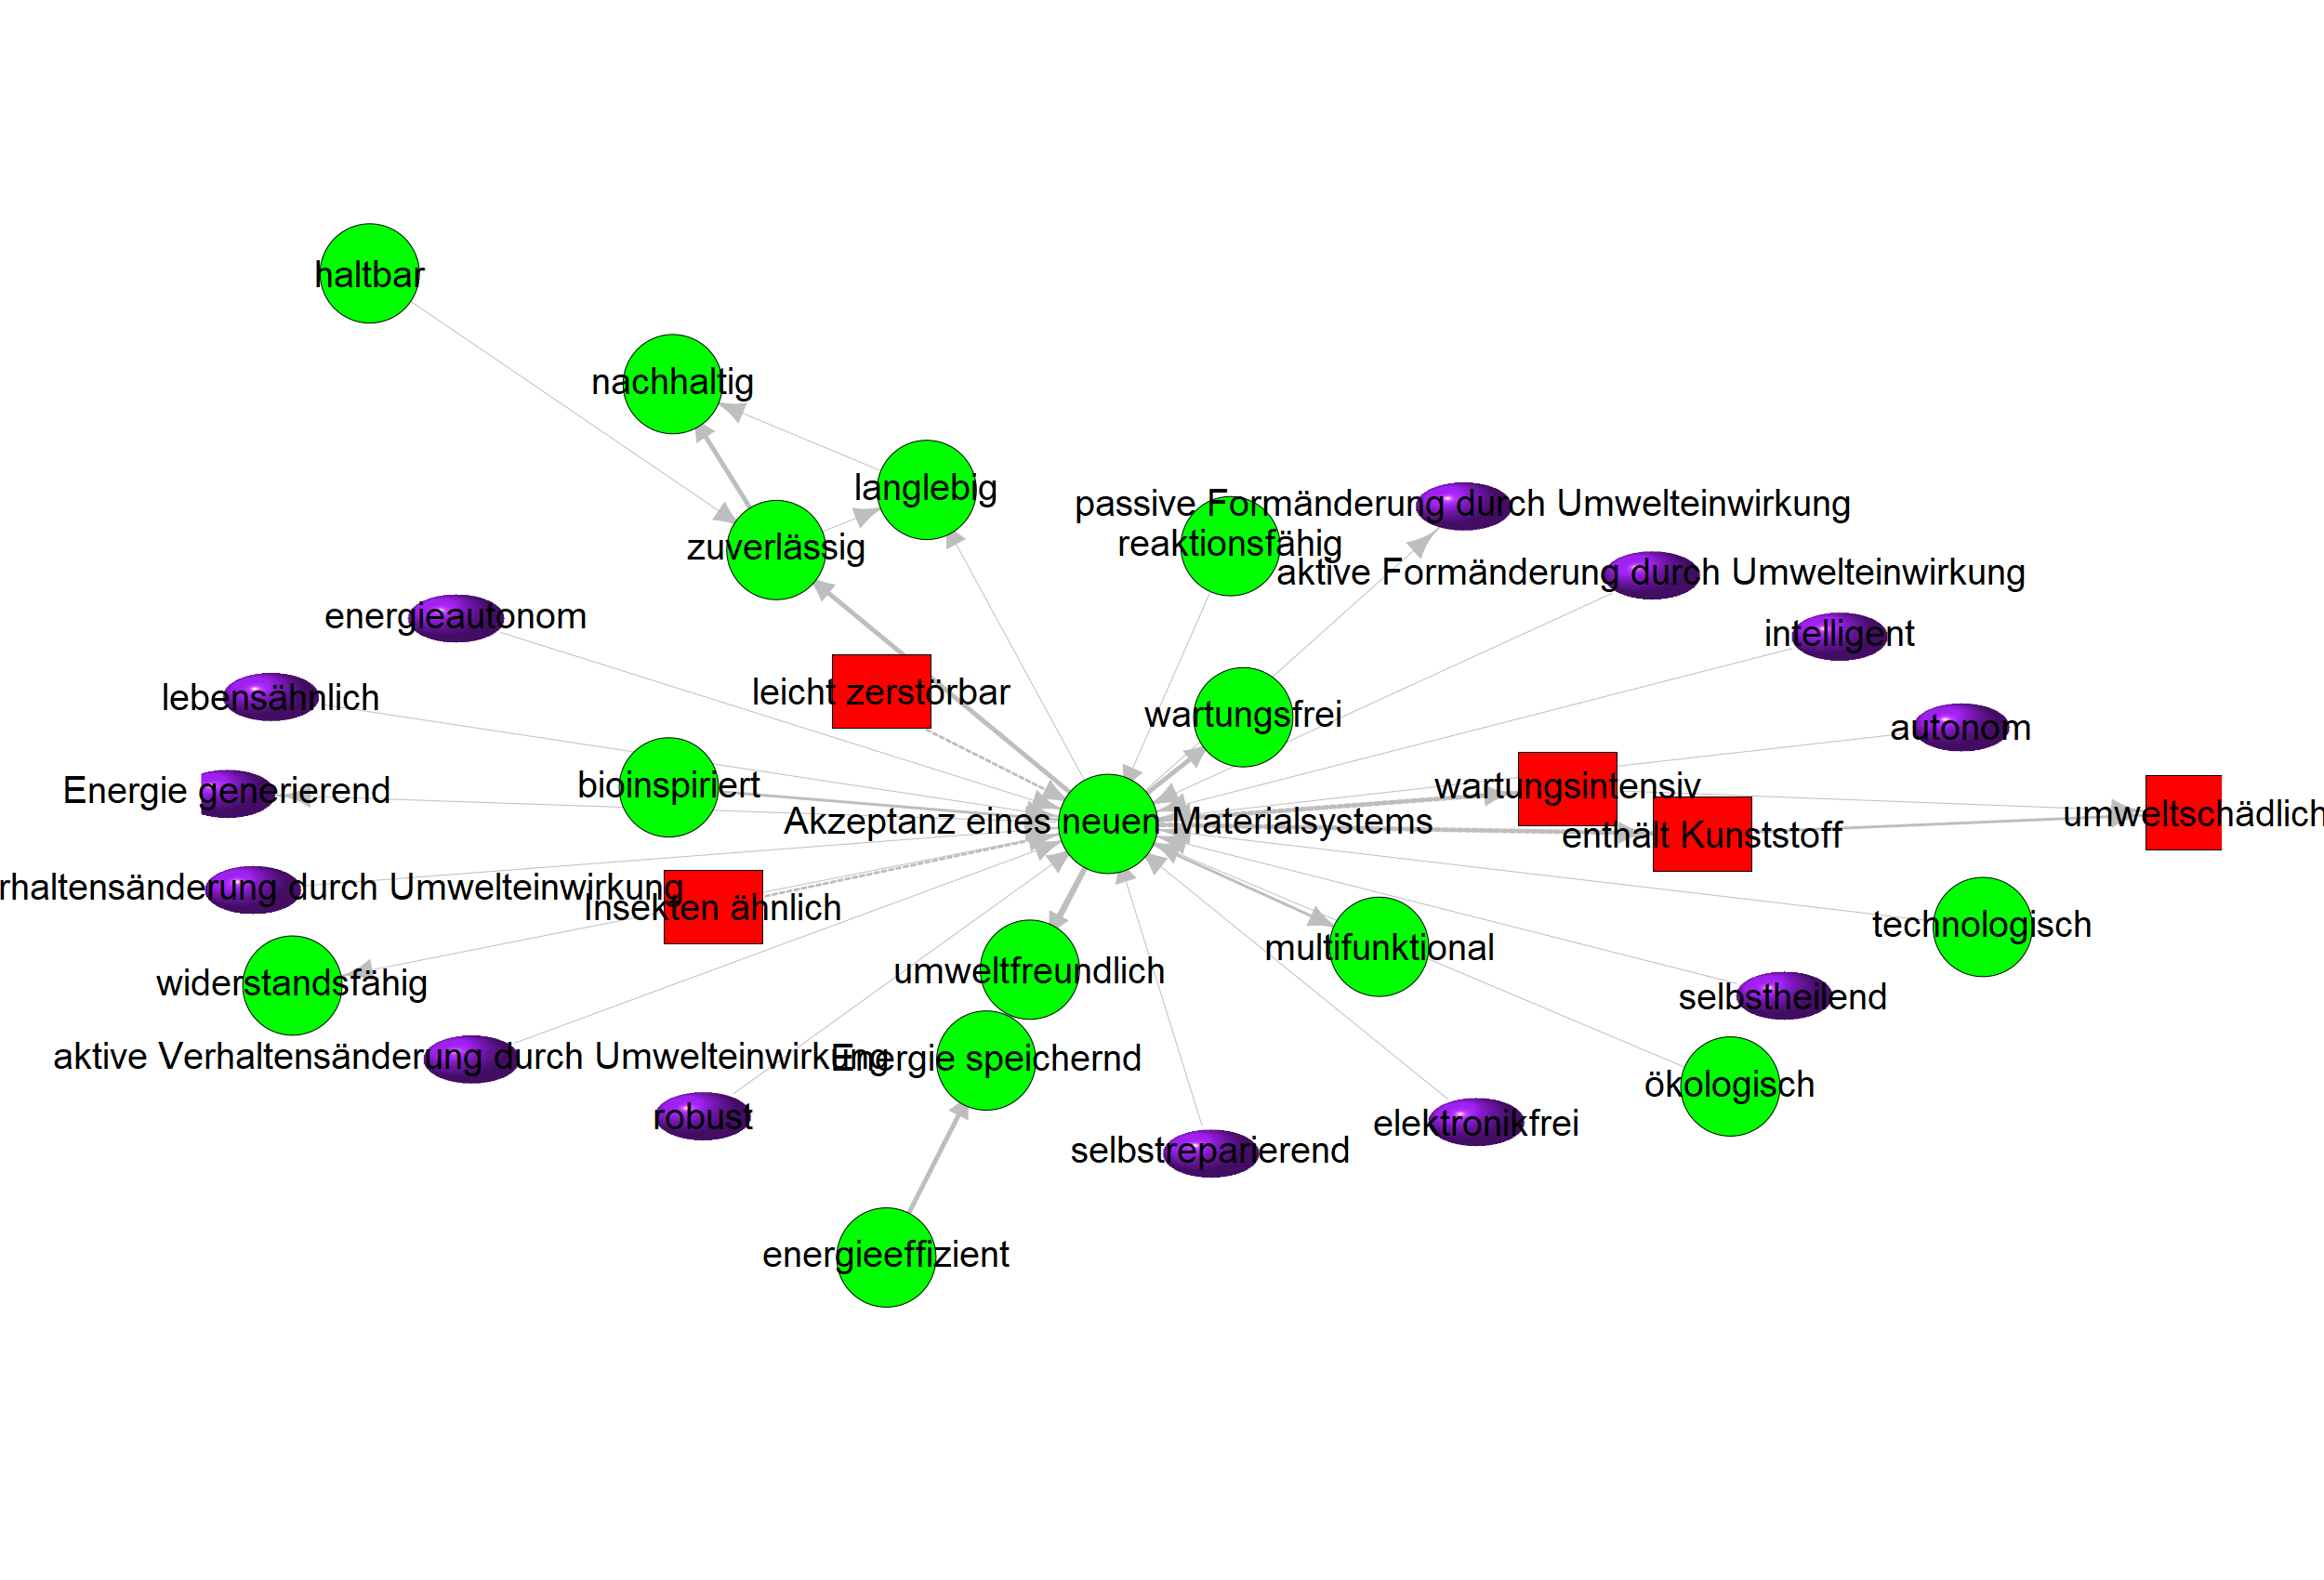 haltbar
nachhaltig
langlebig
passive Formänderung durch Umwelteinwirkung
zuverlässig
reaktionsfähig
aktive Formänderung durch Umwelteinwirkung
energieautonom
intelligent
lebensähnlich
leicht zerstörbar
wartungsfrei
autonom
Energie generierend
bioinspiriert
wartungsintensiv
Akzeptanz eines neuen Materialsystems
umweltschädlich
enthält Kunststoff
rhaltensänderung durch Umwelteinwirkung
Insekten ähnlich
technologisch
multifunktional
umweltfreundlich
widerstandsfähig
selbstheilend
aktive Verhaltensänderung durch Umwelteinwirkung
Energie speichernd
ökologisch
robust
elektronikfrei
selbstreparierend
energieeffizient